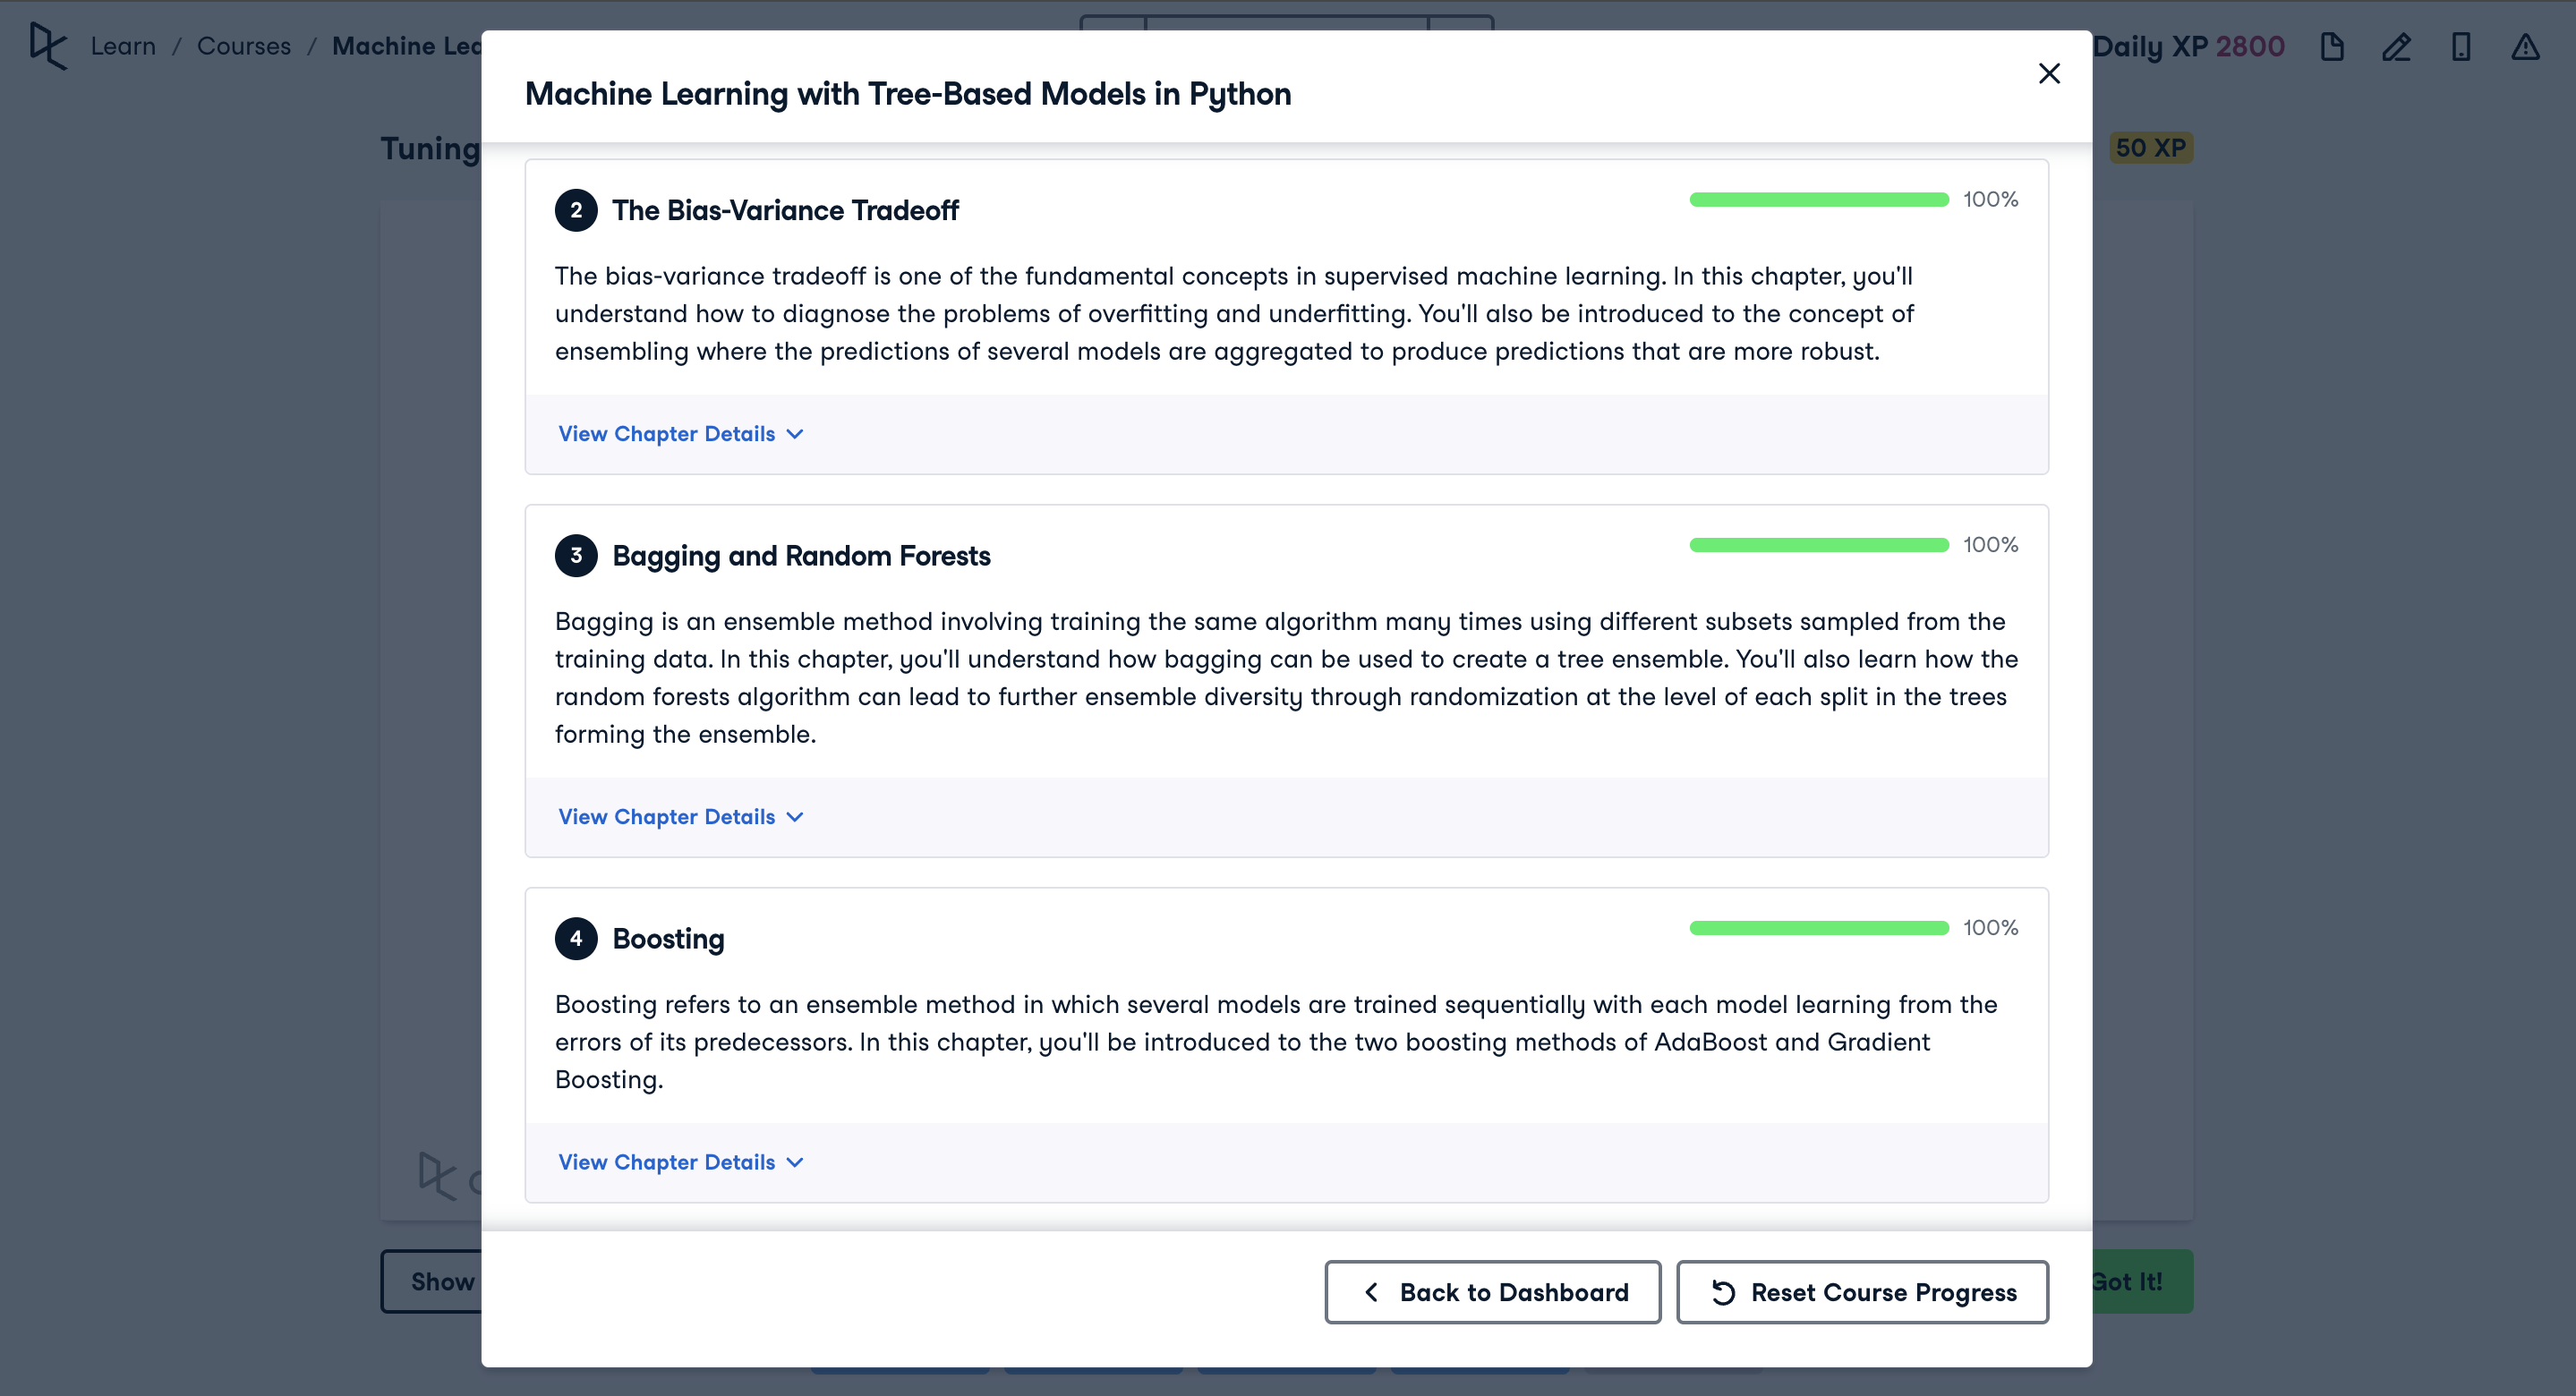 Learn / Courses / Machine Lea
Daily XP 2800
Machine Learning with Tree-Based Models in Python
Tuning
50 XP
2 The Bias-Variance Tradeoff
100%
The bias-variance tradeoff is one of the fundamental concepts in supervised machine learning. In this chapter, you'll
understand how to diagnose the problems of overfitting and underfitting. You'll also be introduced to the concept of
ensembling where the predictions of several models are aggregated to produce predictions that are more robust.
View Chapter Details
3 Bagging and Random Forests
100%
Bagging is an ensemble method involving training the same algorithm many times using different subsets sampled from the
training data. In this chapter, you'll understand how bagging can be used to create a tree ensemble. You'll also learn how the
random forests algorithm can lead to further ensemble diversity through randomization at the level of each split in the trees
forming the ensemble.
View Chapter Details
4 Boosting
100%
Boosting refers to an ensemble method in which several models are trained sequentially with each model learning from the
errors of its predecessors. In this chapter, you'll be introduced to the two boosting methods of AdaBoost and Gradient
Boosting.
View Chapter Details
Show
Got It!
Back to Dashboard
Reset Course Progress